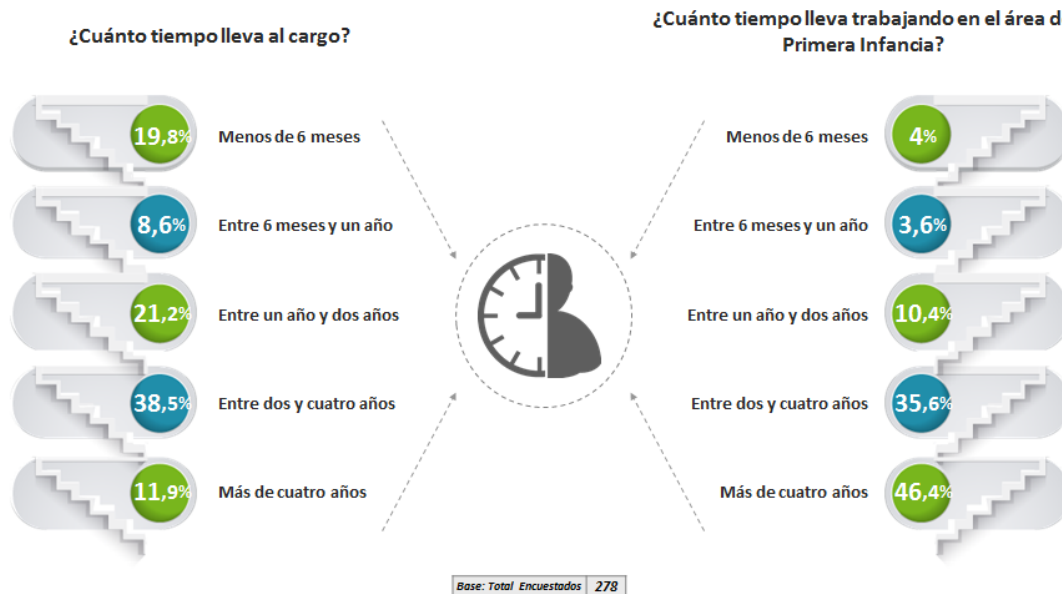 ¿Cuánto tiempo lleva al cargo?
19,8%
Menos de 6 meses
8,6%
Entre 6 meses y un año
21,2%
Entre un año y dos años
38,5%
Entre dos y cuatro años
11,9%
Más de cuatro años
¿Cuánto tiempo lleva trabajando en el área d
Primera Infancia?
Menos de 6 meses
4%
Entre 6 meses y un año
3,6%
Entre un año y dos años
10,4%
Entre dos y cuatro años
35,6%
Más de cuatro años
46,4%
Base: Total Encuestados 278